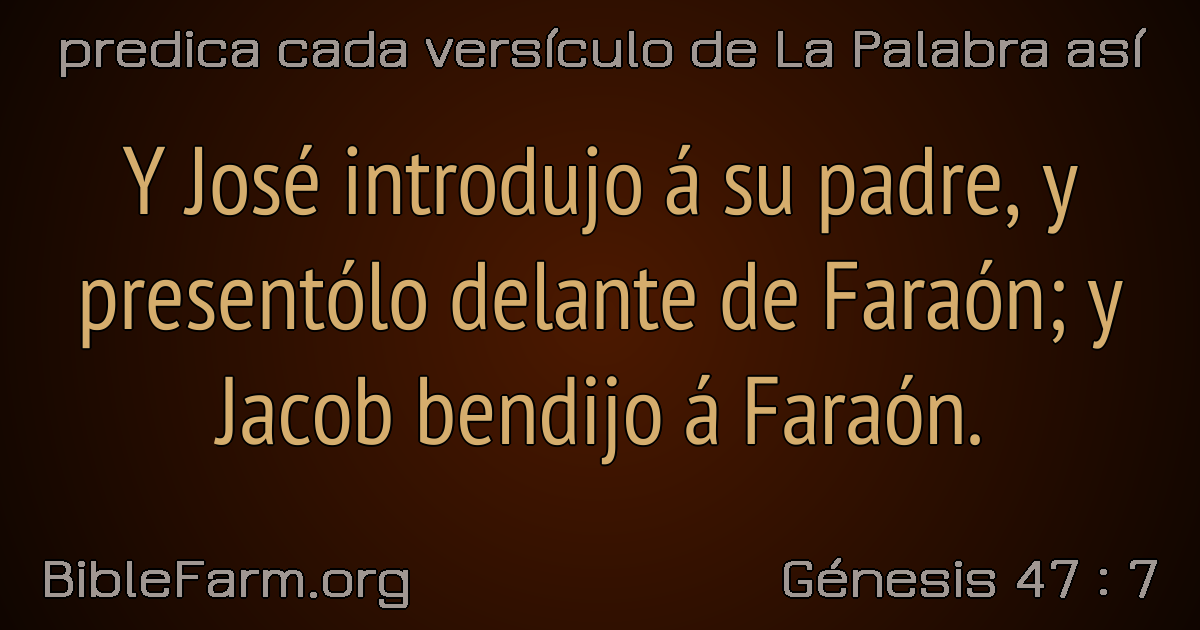 predica cada versículo de La Palabra así
Y José introdujo á su padre, y
presentólo delante de Faraón; y
Jacob bendijo á Faraón.
BibleFarm.org
Génesis 47 : 7